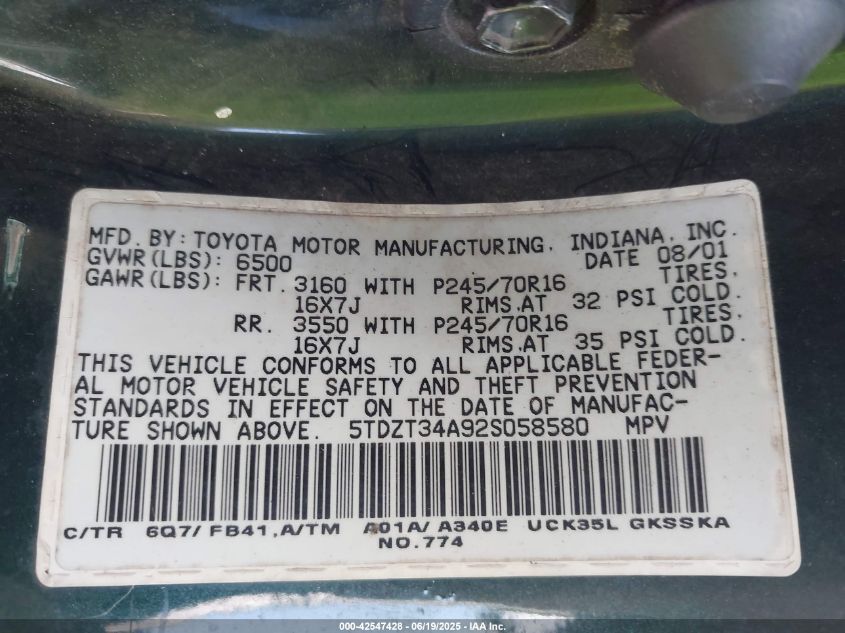 MFD. BY: TOYOTA MOTOR MANUFACTURING, INDIANA, INC.
GVWR(LBS): 6500 DATE 08/01
GAWR(LBS): FRT. 3160 WITH P245/70R16 TIRES,
16X7J RIMS,AT 32 PSI COLD.
RR. 3550 WITH P245/70R16 TIRES,
16X7J RIMS,AT 35 PSI COLD.
THIS VEHICLE CONFORMS TO ALL APPLICABLE FEDER-
AL MOTOR VEHICLE SAFETY AND THEFT PREVENTION
STANDARDS IN EFFECT ON THE DATE OF MANUFAC-
TURE SHOWN ABOVE. 5TDZT34A92S058580 MPV
C/TR 6Q7/ FB41,A/TM A01A/ A340E UCK35L GKSSKA
NO.774
000-42547428 - 06/19/2025 - IAA Inc.